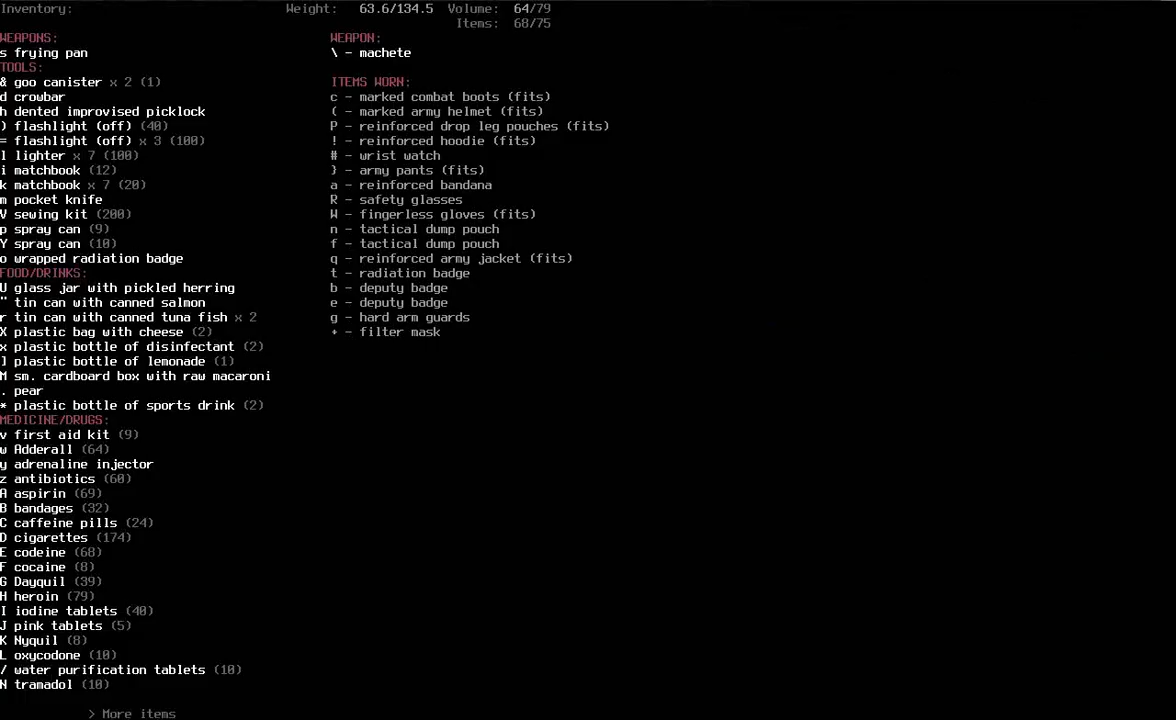 Inventory: Weight: 63.6/134.5 Volume: 64/79
Items: 68/75
WEAPONS:
s frying pan
TOOLS:
& goo canister x 2 (1)
d crowbar
h dented improvised picklock
) flashlight (off) (40)
= flashlight (off) x 3 (100)
l lighter x 7 (100)
i matchbook (12)
k matchbook x 7 (20)
m pocket knife
V sewing kit (200)
p spray can (9)
Y spray can (10)
o wrapped radiation badge
FOOD/DRINKS:
U glass jar with pickled herring
" tin can with canned salmon
r tin can with canned tuna fish x 2
X plastic bag with cheese (2)
x plastic bottle of disinfectant (2)
] plastic bottle of lemonade (1)
M sm. cardboard box with raw macaroni
. pear
* plastic bottle of sports drink (2)
MEDICINE/DRUGS:
v first aid kit (9)
w Adderall (64)
y adrenaline injector
z antibiotics (60)
A aspirin (69)
B bandages (32)
C caffeine pills (24)
D cigarettes (174)
E codeine (68)
F cocaine (8)
G Dayquil (39)
H heroin (79)
I iodine tablets (40)
J pink tablets (5)
K Nyquil (8)
L oxycodone (10)
/ water purification tablets (10)
N tramadol (10)
> More items
WEAPON:
\ - machete
ITEMS WORN:
c - marked combat boots (fits)
( - marked army helmet (fits)
P - reinforced drop leg pouches (fits)
! - reinforced hoodie (fits)
# - wrist watch
} - army pants (fits)
a - reinforced bandana
R - safety glasses
W - fingerless gloves (fits)
n - tactical dump pouch
f - tactical dump pouch
q - reinforced army jacket (fits)
t - radiation badge
b - deputy badge
e - deputy badge
g - hard arm guards
+ - filter mask